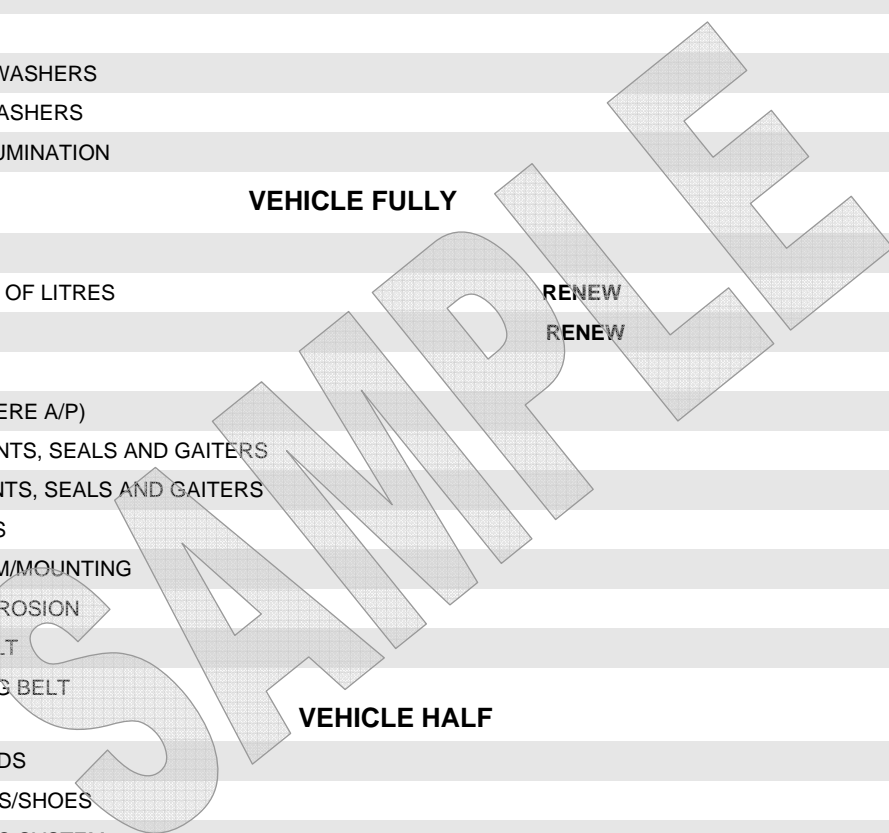 WASHERS
ASHERS
UMINATION
VEHICLE FULLY
OF LITRES RENEW
RENEW
ERE A/P)
NTS, SEALS AND GAITERS
NTS, SEALS AND GAITERS
S
M/MOUNTING
ROSION
LT
G BELT
VEHICLE HALF
DS
S/SHOES
SAMPLE